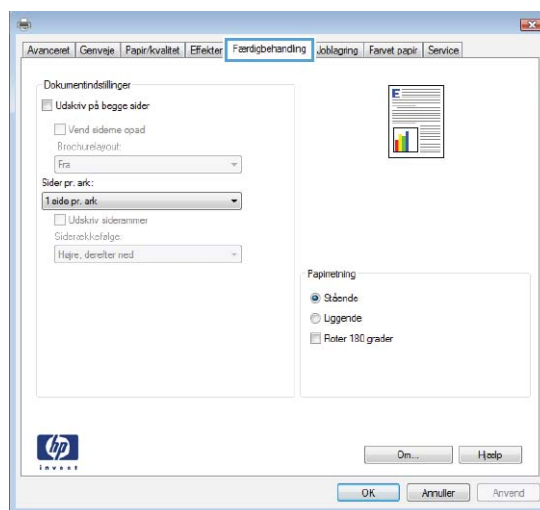 Avanceret Genveje Papir/kvalitet Effekter Færdigbehandling Joblagring Farvet papir Service
Dokumentindstillinger
Udskriv på begge sider
Vend siderne opad
Brochurelayout:
Fra
Sider pr. ark:
1 side pr. ark
Udskriv siderammer
Siderækkefølge:
Højre, derefter ned
E
Papirretning
Stående
Liggende
Roter 180 grader
hp
invent
Om... Hjælp
OK Annuller Anvend